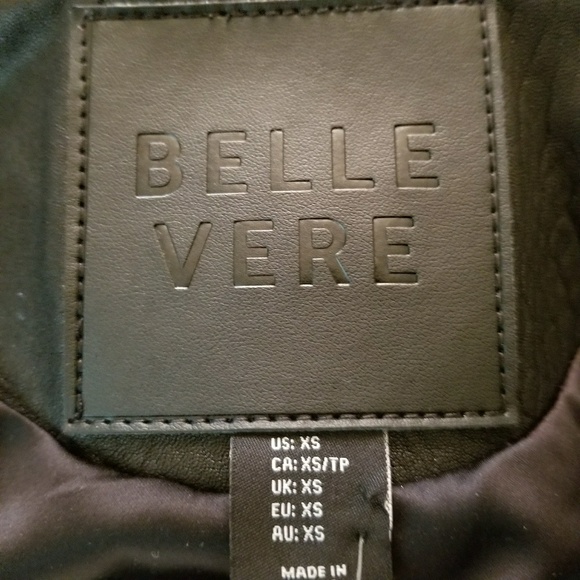 BELLE
VERE
US: XS
CA: XS/TP
UK: XS
EU: XS
AU: XS
MADE IN